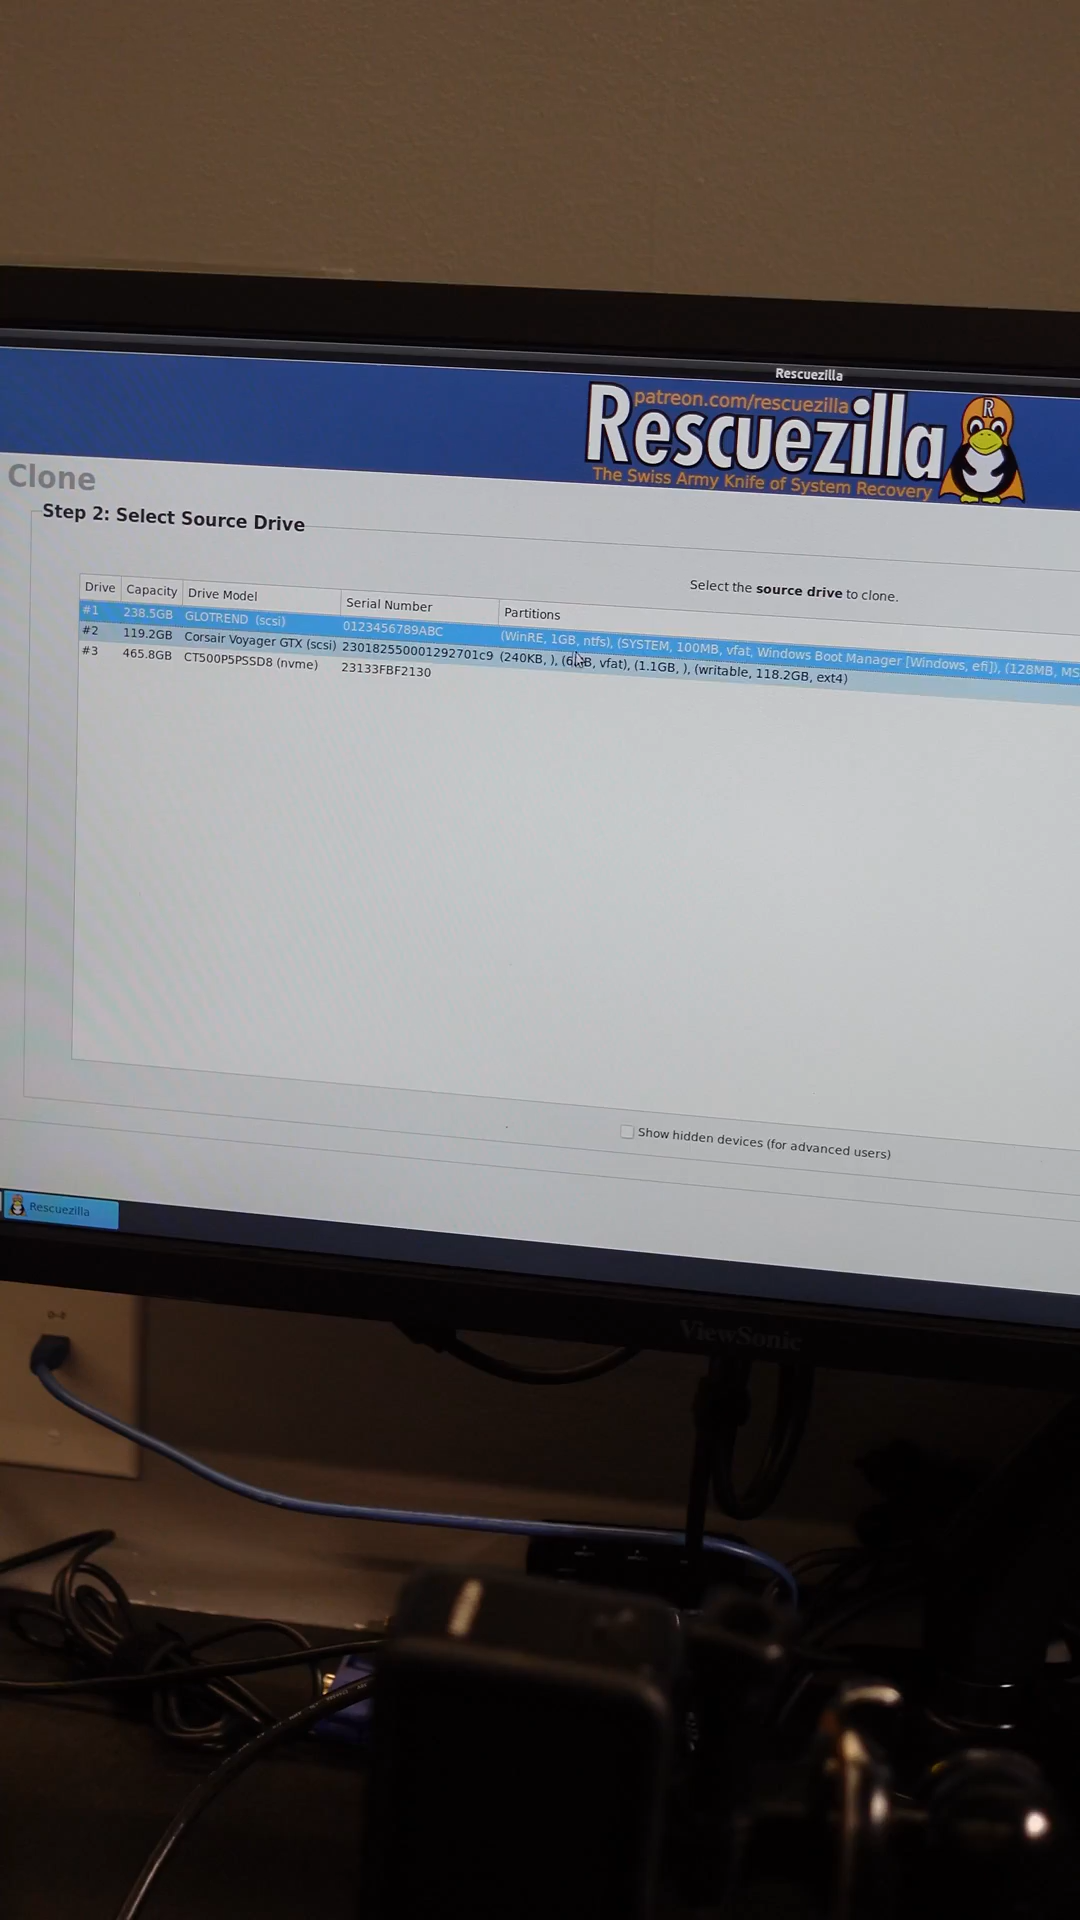 Rescuezilla
patreon.com/rescuezilla
R
Rescuezilla
The Swiss Army Knife of System Recovery
Clone
Step 2: Select Source Drive
Select the source drive to clone.
Drive Capacity Drive Model Serial Number Partitions
#1 238.5GB GLOTREND (scsi) 0123456789ABC (WinRE, 1GB, ntfs), (SYSTEM, 100MB, vfat, Windows Boot Manager [Windows, efi]), (128MB, MS
#2 119.2GB Corsair Voyager GTX (scsi) 230182550001292701c9 (240KB, ), vfat), (1.1GB, ), (writable, 118.2GB, ext4)
#3 465.8GB CT500P5PSSD8 (nvme) 23133FBF2130
Show hidden devices (for advanced users)
Rescuezilla
ViewSonic